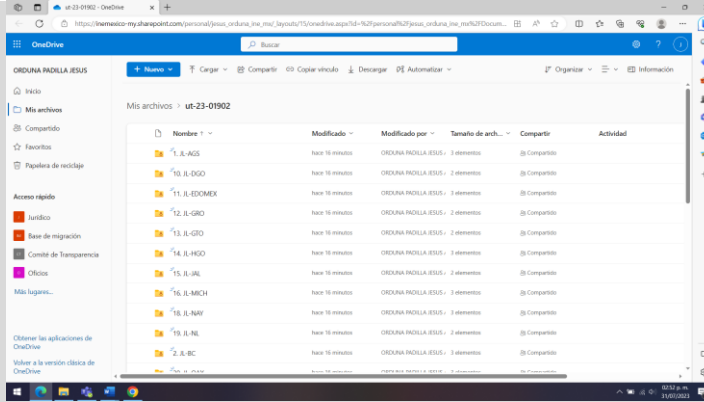 ut-23-01902 - OneDrive
https://inemexico-my.sharepoint.com/personal/jesus_orduna_ine_mx/_layouts/15/onedrive.aspx?id=%2Fpersonal%2Fjesus_orduna_ine_mx%2FDocum...
OneDrive
Buscar
ORDUNA PADILLA JESUS
+ Nuevo
Cargar
Compartir
Copiar vínculo
Descargar
Automatizar
Organizar
Información
Inicio
Mis archivos
Compartido
Favoritos
Papelera de reciclaje
Acceso rápido
Jurídico
Base de migración
Comité de Transparencia
Oficios
Más lugares...
Obtener las aplicaciones de
OneDrive
Volver a la versión clásica de
OneDrive
Mis archivos > ut-23-01902
Nombre ↑ Modificado Modificado por Tamaño de arch... Compartir Actividad
1. JL-AGS hace 16 minutos ORDUNA PADILLA JESUS 3 elementos Compartido
10. JL-DGO hace 16 minutos ORDUNA PADILLA JESUS 2 elementos Compartido
11. JL-EDOMEX hace 16 minutos ORDUNA PADILLA JESUS 3 elementos Compartido
12. JL-GRO hace 16 minutos ORDUNA PADILLA JESUS 2 elementos Compartido
13. JL-GTO hace 16 minutos ORDUNA PADILLA JESUS 2 elementos Compartido
14. JL-HGO hace 16 minutos ORDUNA PADILLA JESUS 3 elementos Compartido
15. JL-JAL hace 16 minutos ORDUNA PADILLA JESUS 2 elementos Compartido
16. JL-MICH hace 16 minutos ORDUNA PADILLA JESUS 3 elementos Compartido
18. JL-NAY hace 16 minutos ORDUNA PADILLA JESUS 3 elementos Compartido
19. JL-NL hace 16 minutos ORDUNA PADILLA JESUS 2 elementos Compartido
2. JL-BC hace 16 minutos ORDUNA PADILLA JESUS 3 elementos Compartido
02:52 p. m.
31/07/2023